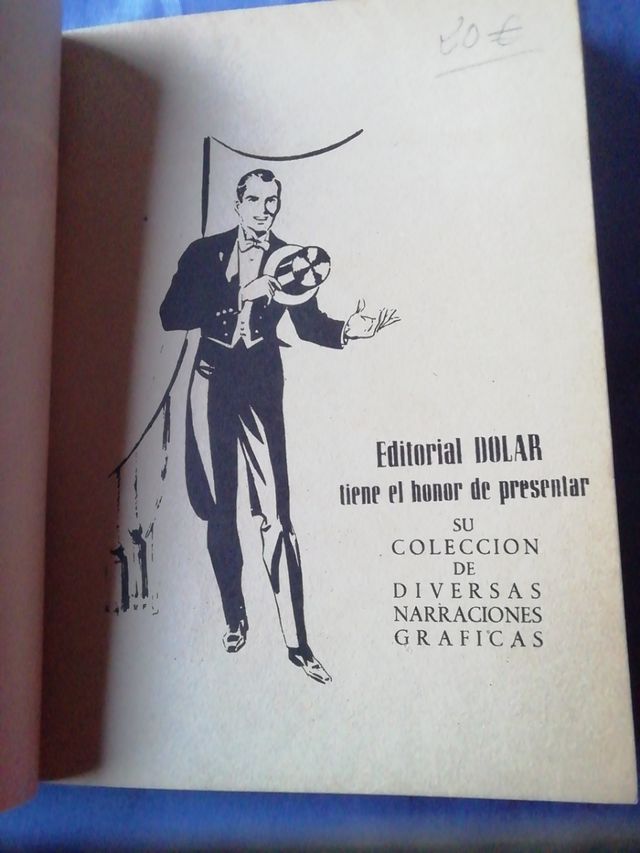 20 €
Editorial DOLAR
tiene el honor de presentar
SU
COLECCION
DE
DIVERSAS
NARRACIONES
GRAFICAS